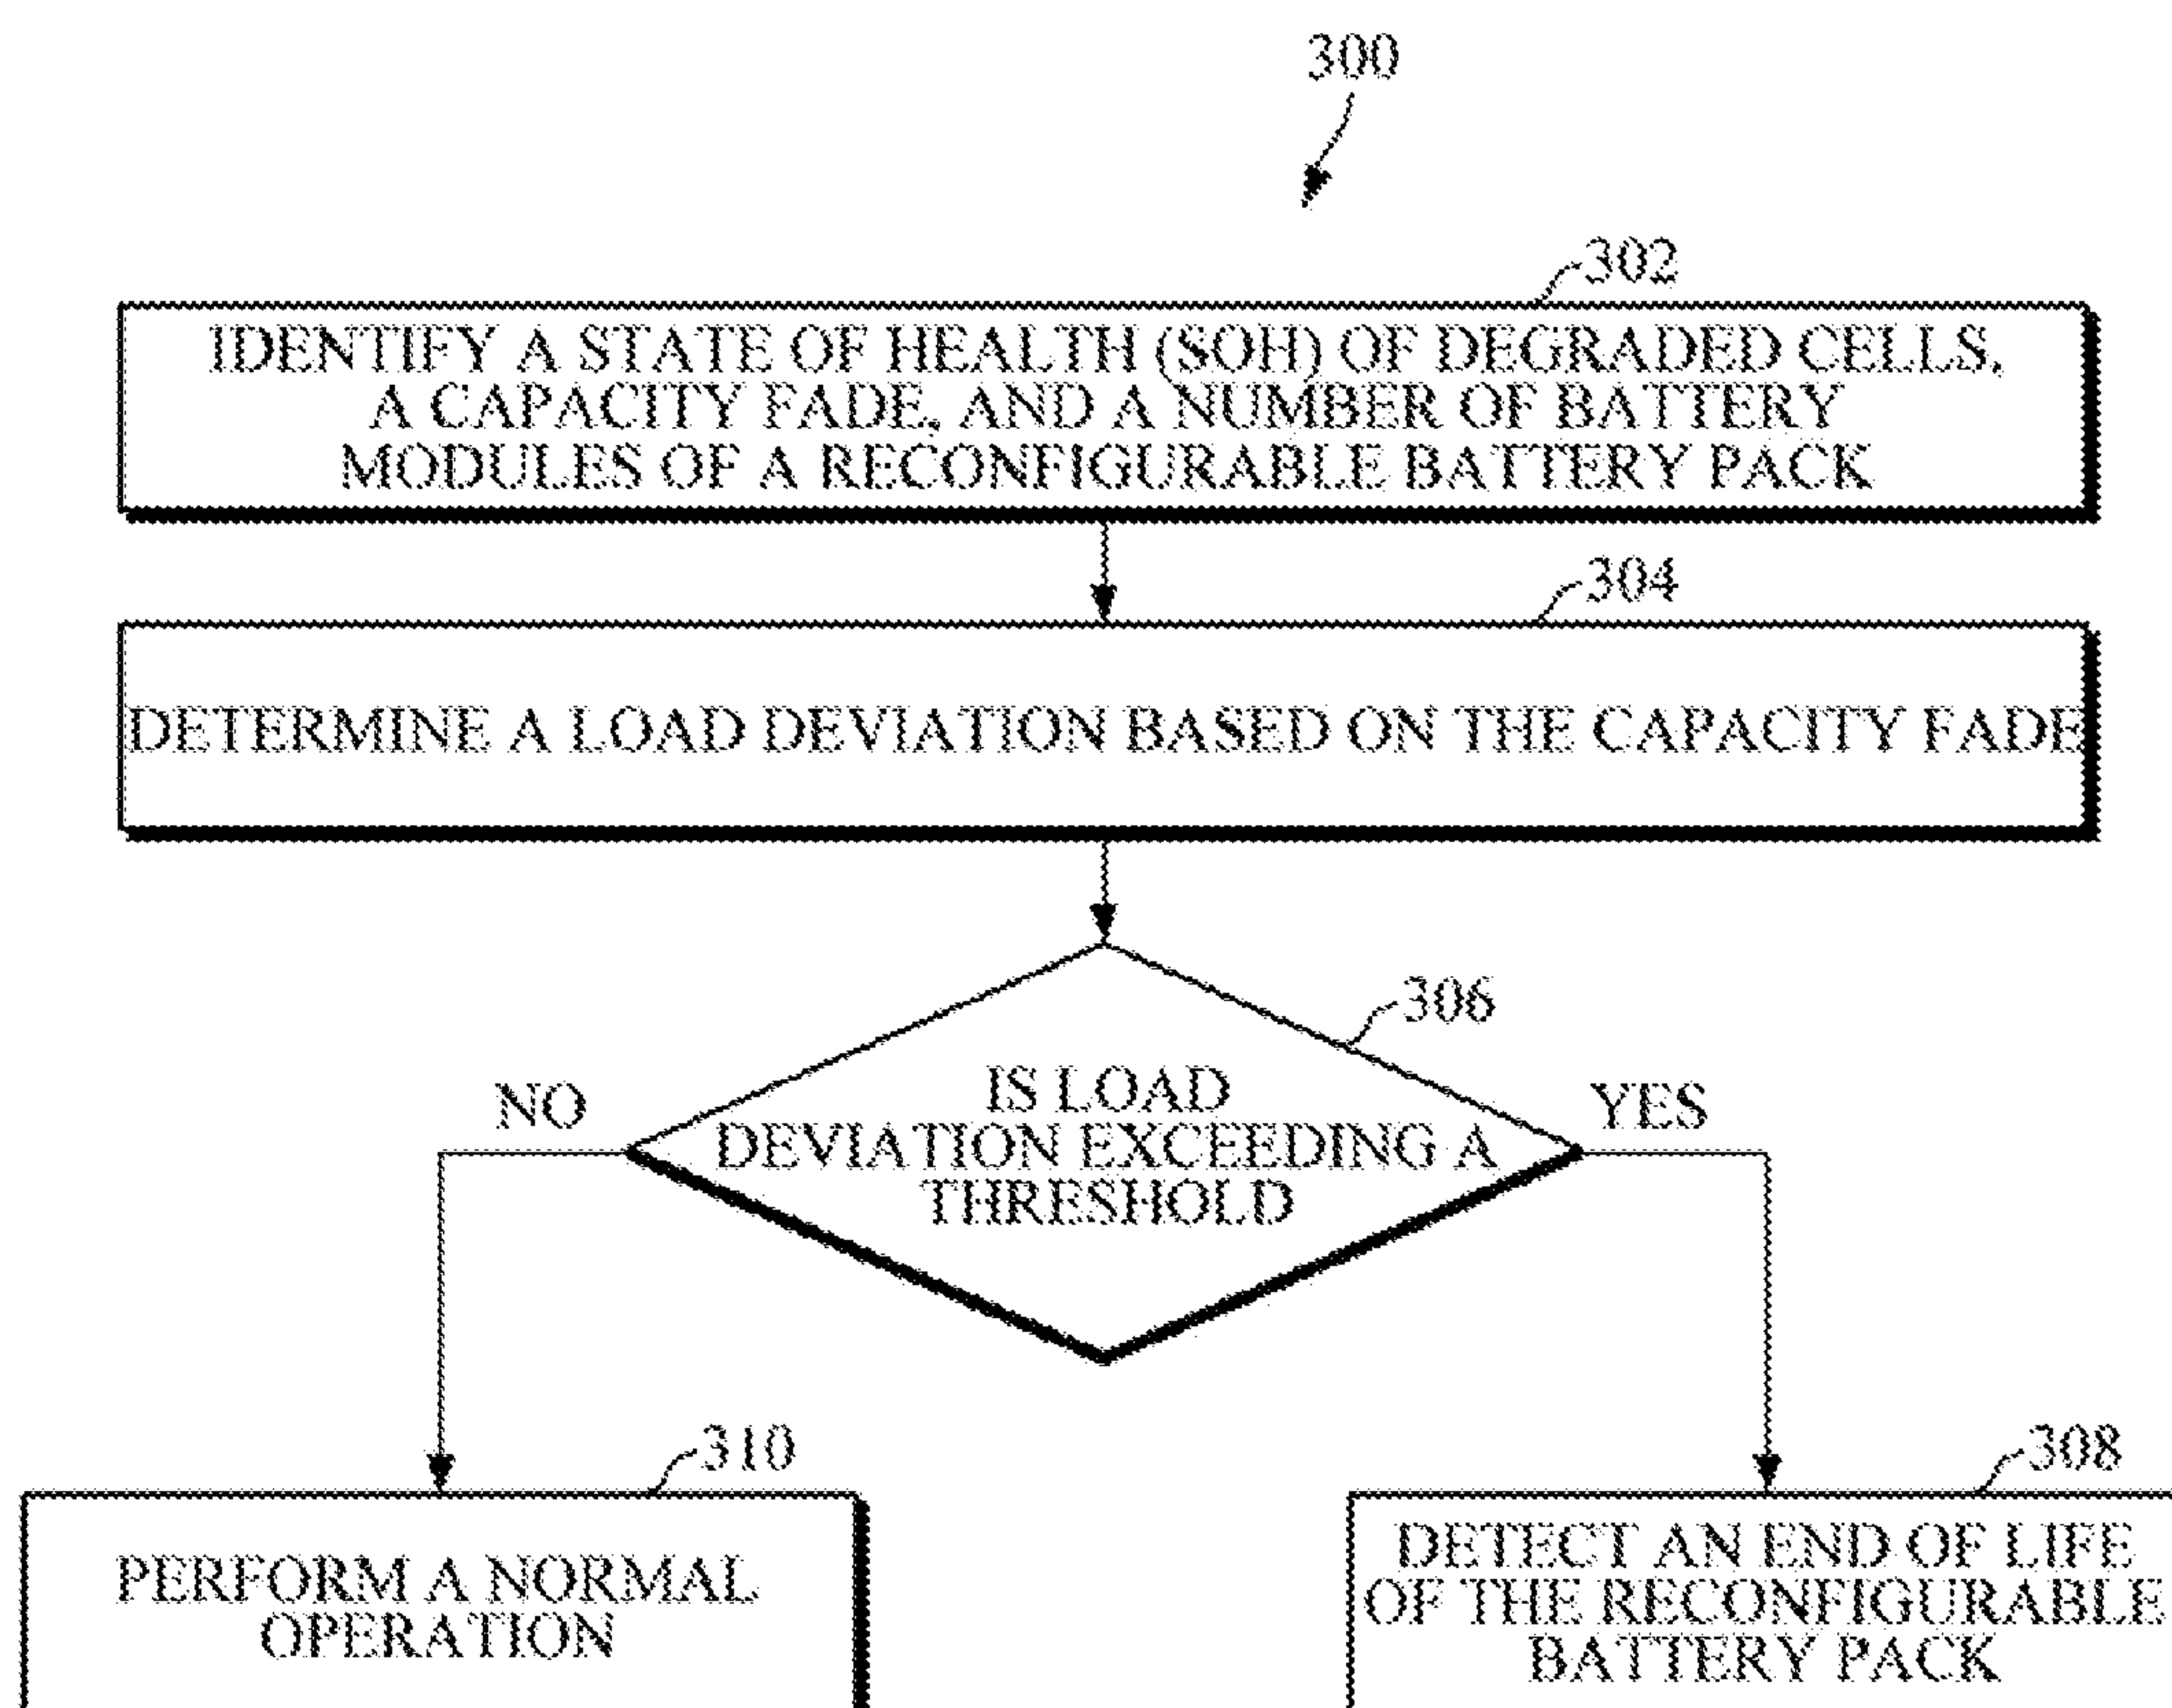 300
302
IDENTIFY A STATE OF HEALTH (SOH) OF DEGRADED CELLS,
A CAPACITY FADE, AND A NUMBER OF BATTERY
MODULES OF A RECONFIGURABLE BATTERY PACK
304
DETERMINE A LOAD DEVIATION BASED ON THE CAPACITY FADE
306
IS LOAD
DEVIATION EXCEEDING A
THRESHOLD
NO
YES
310
PERFORM A NORMAL
OPERATION
308
DETECT AN END OF LIFE
OF THE RECONFIGURABLE
BATTERY PACK